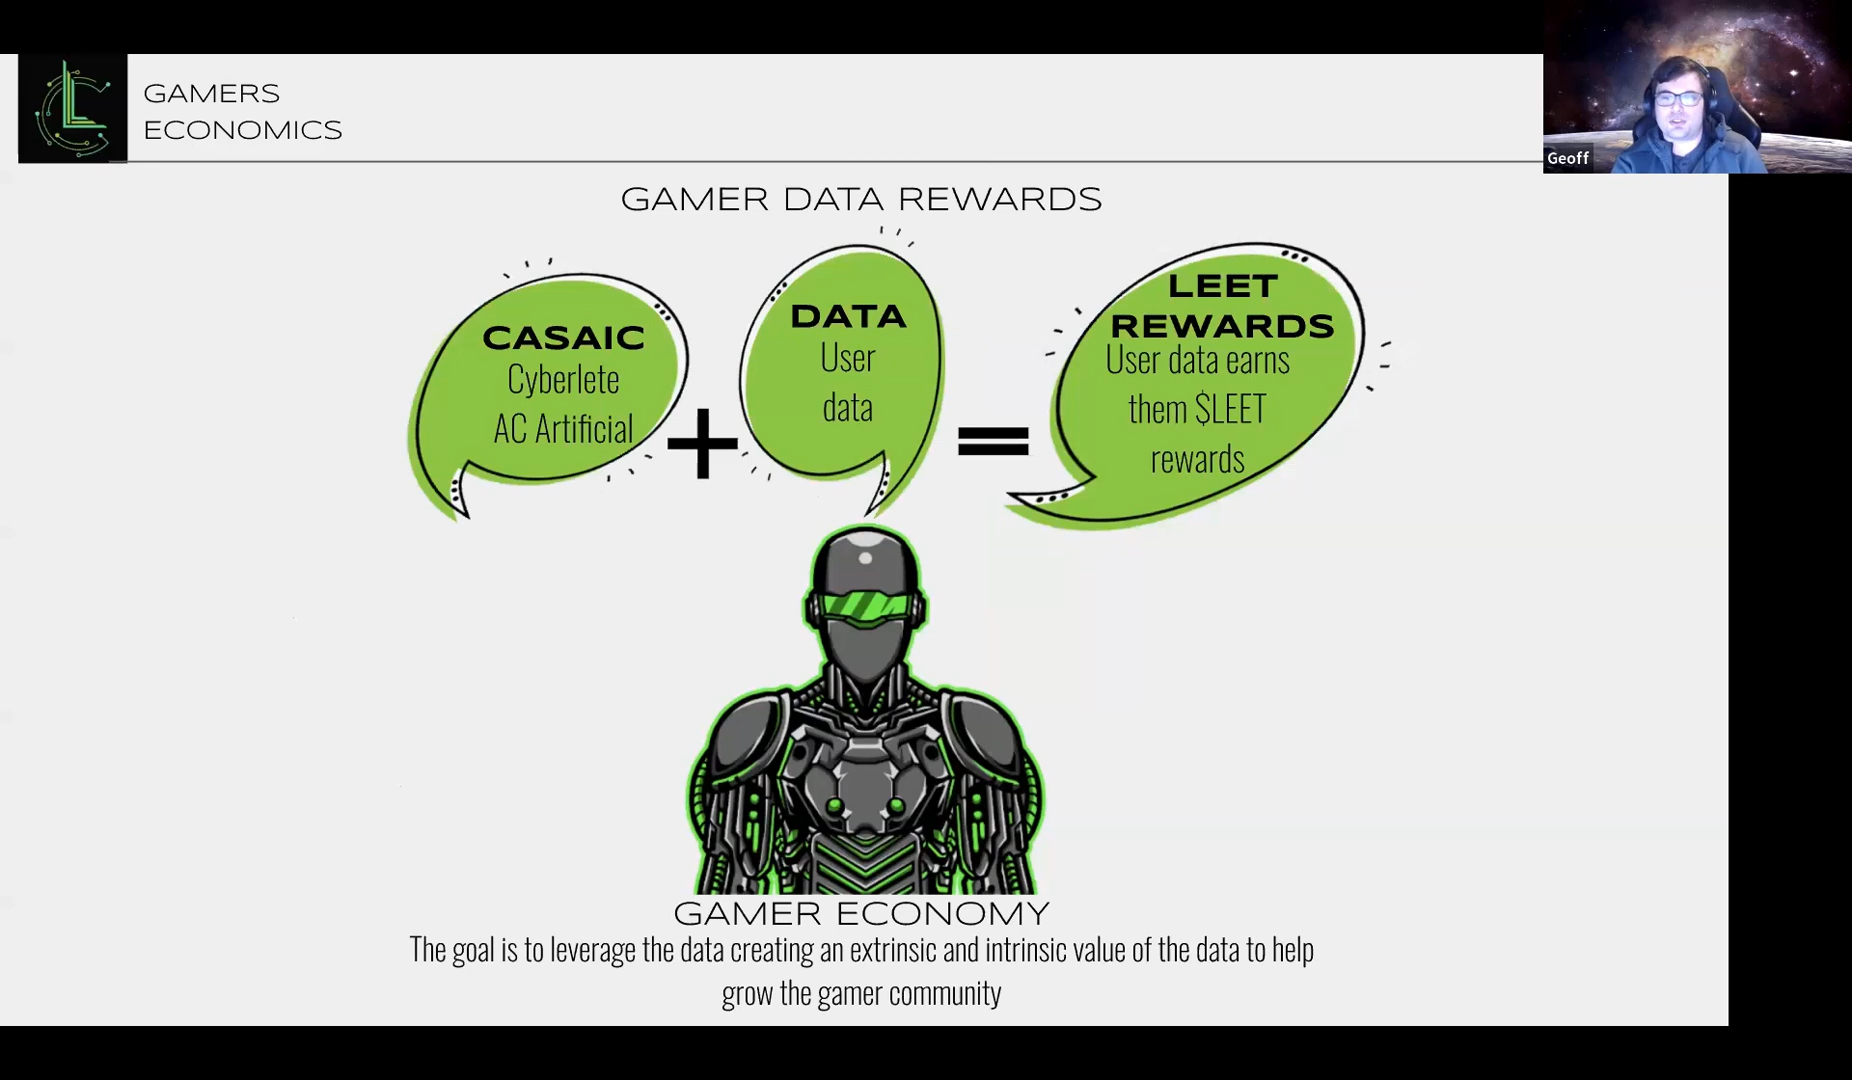 GAMERS
ECONOMICS
Geoff
GAMER DATA REWARDS
CASAIC
Cyberlete
AC Artificial
+
DATA
User
data
=
LEET
REWARDS
User data earns
them $LEET
rewards
GAMER ECONOMY
The goal is to leverage the data creating an extrinsic and intrinsic value of the data to help
grow the gamer community